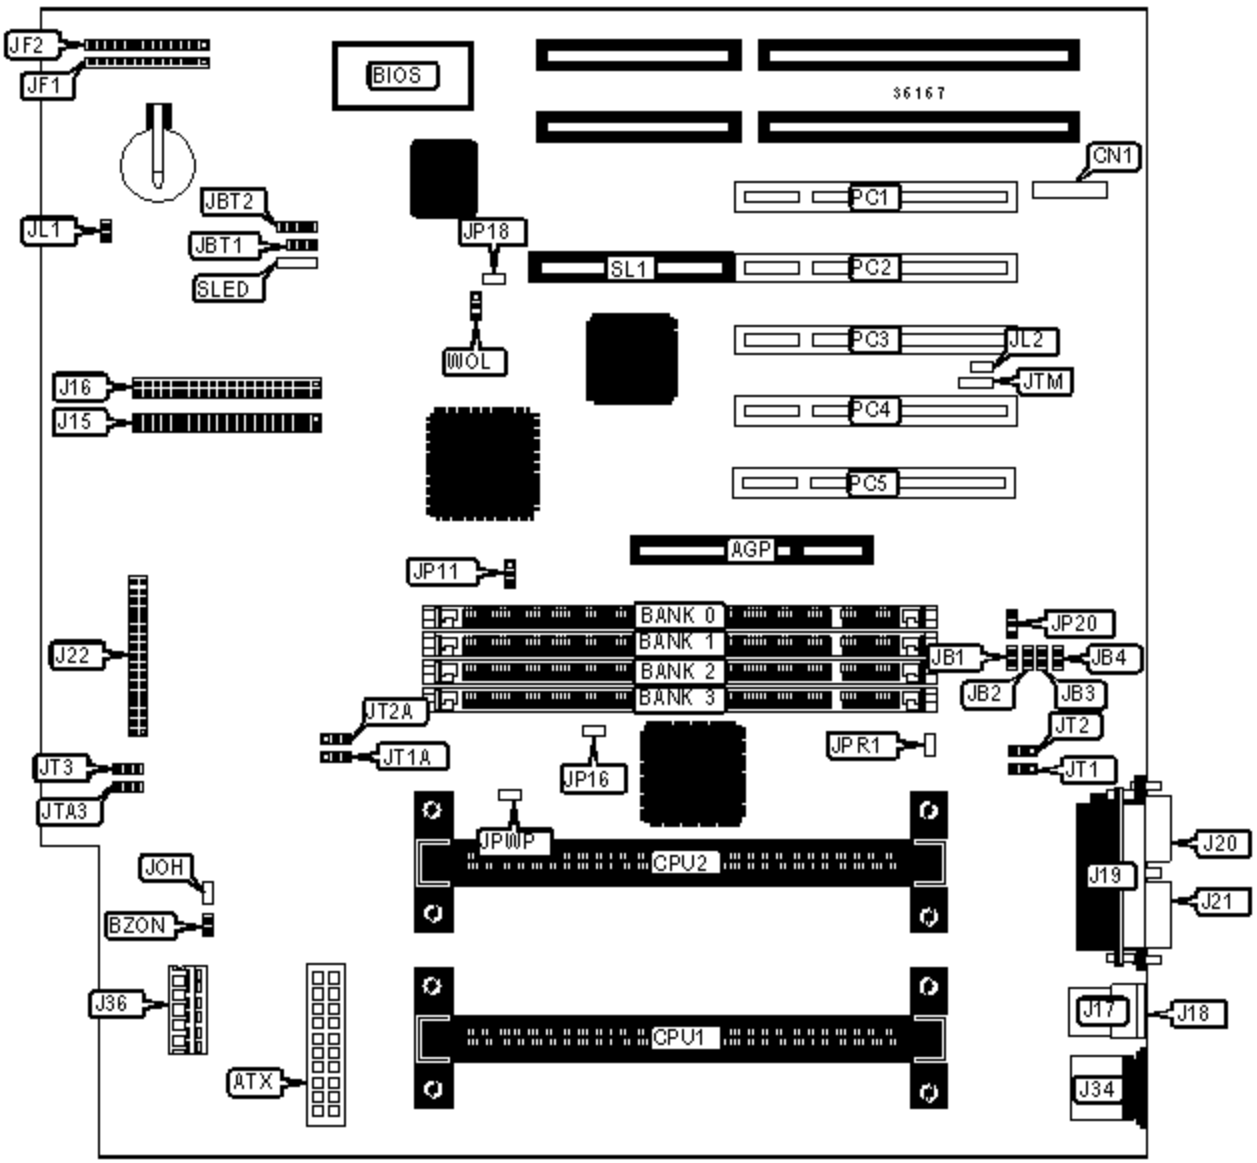 JF2
JF1
BIOS
36167
CN1
PC1
JBT2
JL1
JBT1
JP18
SLED
SL1
PC2
WOL
PC3
JL2
JTM
J16
J15
PC4
PC5
AGP
JP11
BANK 0
JP20
BANK 1
J22
JB1
JB4
BANK 2
JB2
JB3
BANK 3
JT2A
JT2
JT1A
JPR1
JT3
JT1
JP16
JTA3
JPWP
J20
JOH
CPU2
J19
J21
BZON
J36
J17
J18
CPU1
ATX
J34